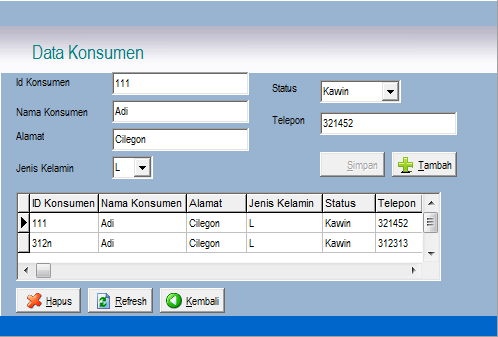 Data Konsumen
Id Konsumen 111 Status Kawin
Nama Konsumen Adi Telepon 321452
Alamat Cilegon
Jenis Kelamin L Simpan Tambah
ID Konsumen Nama Konsumen Alamat Jenis Kelamin Status Telepon
111 Adi Cilegon L Kawin 321452
312n Adi Cilegon L Kawin 312313
Hapus Refresh Kembali